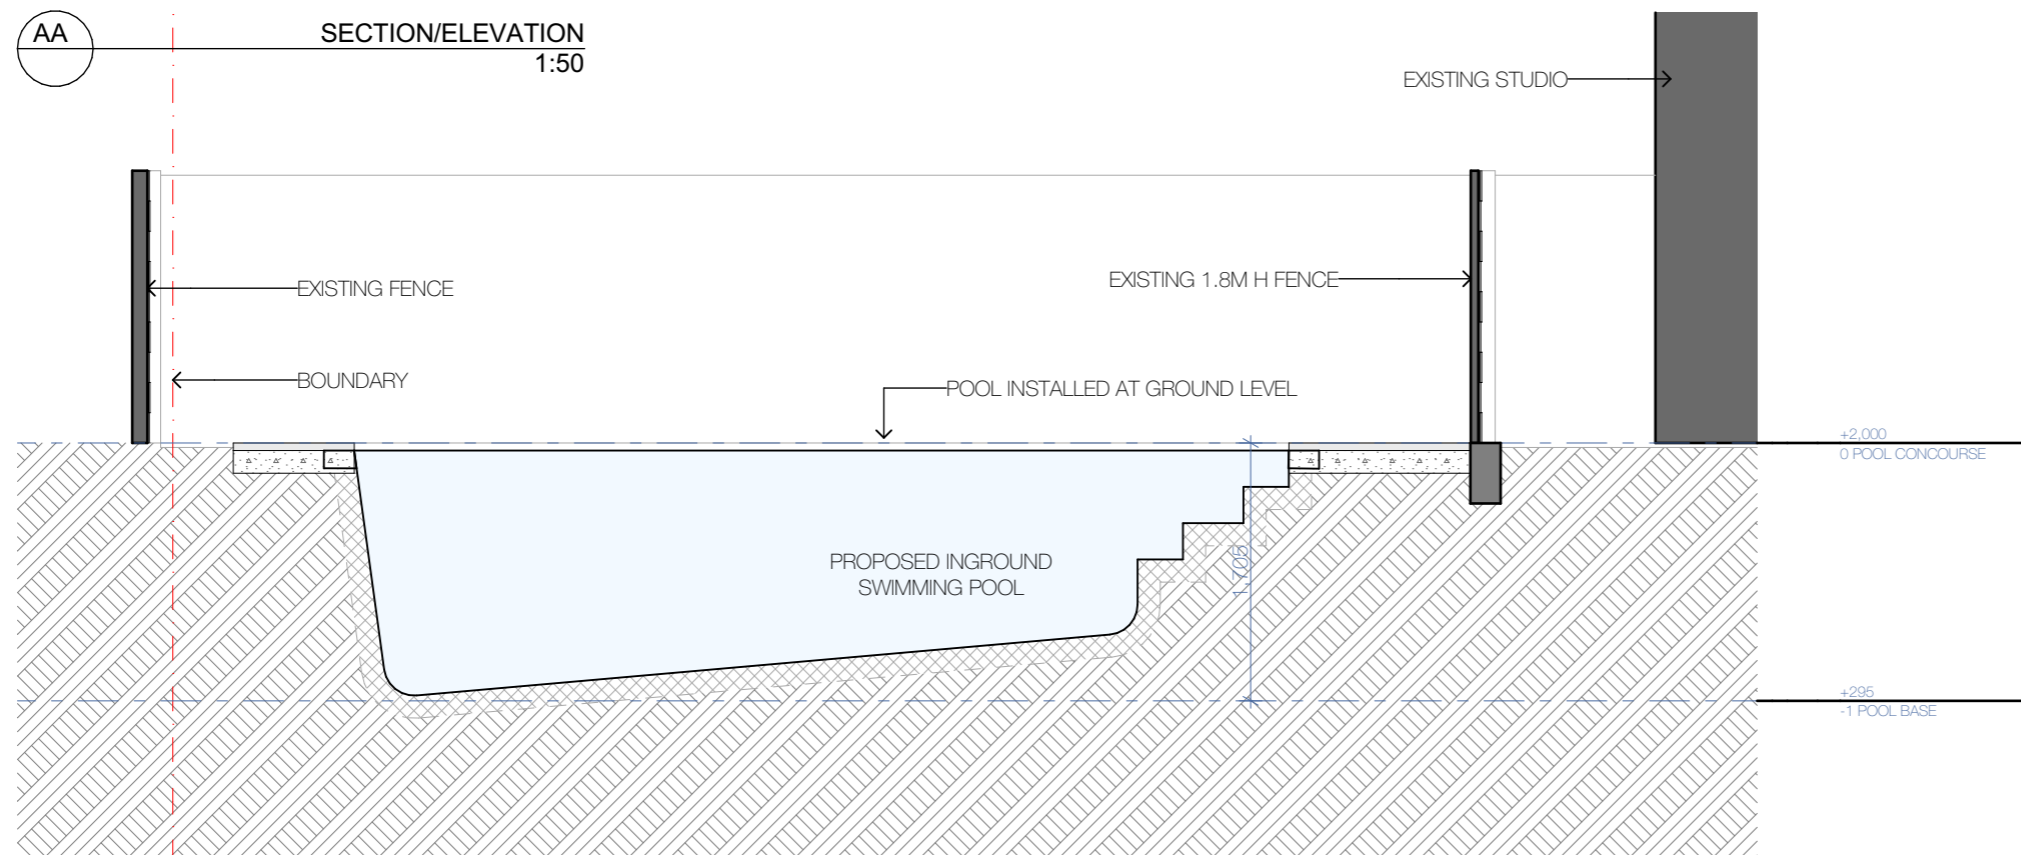 AA
SECTION/ELEVATION
1:50
EXISTING STUDIO
EXISTING FENCE
EXISTING 1.8M H FENCE
BOUNDARY
POOL INSTALLED AT GROUND LEVEL
+2,000
0 POOL CONCOURSE
PROPOSED INGROUND
SWIMMING POOL
1,705
+295
-1 POOL BASE